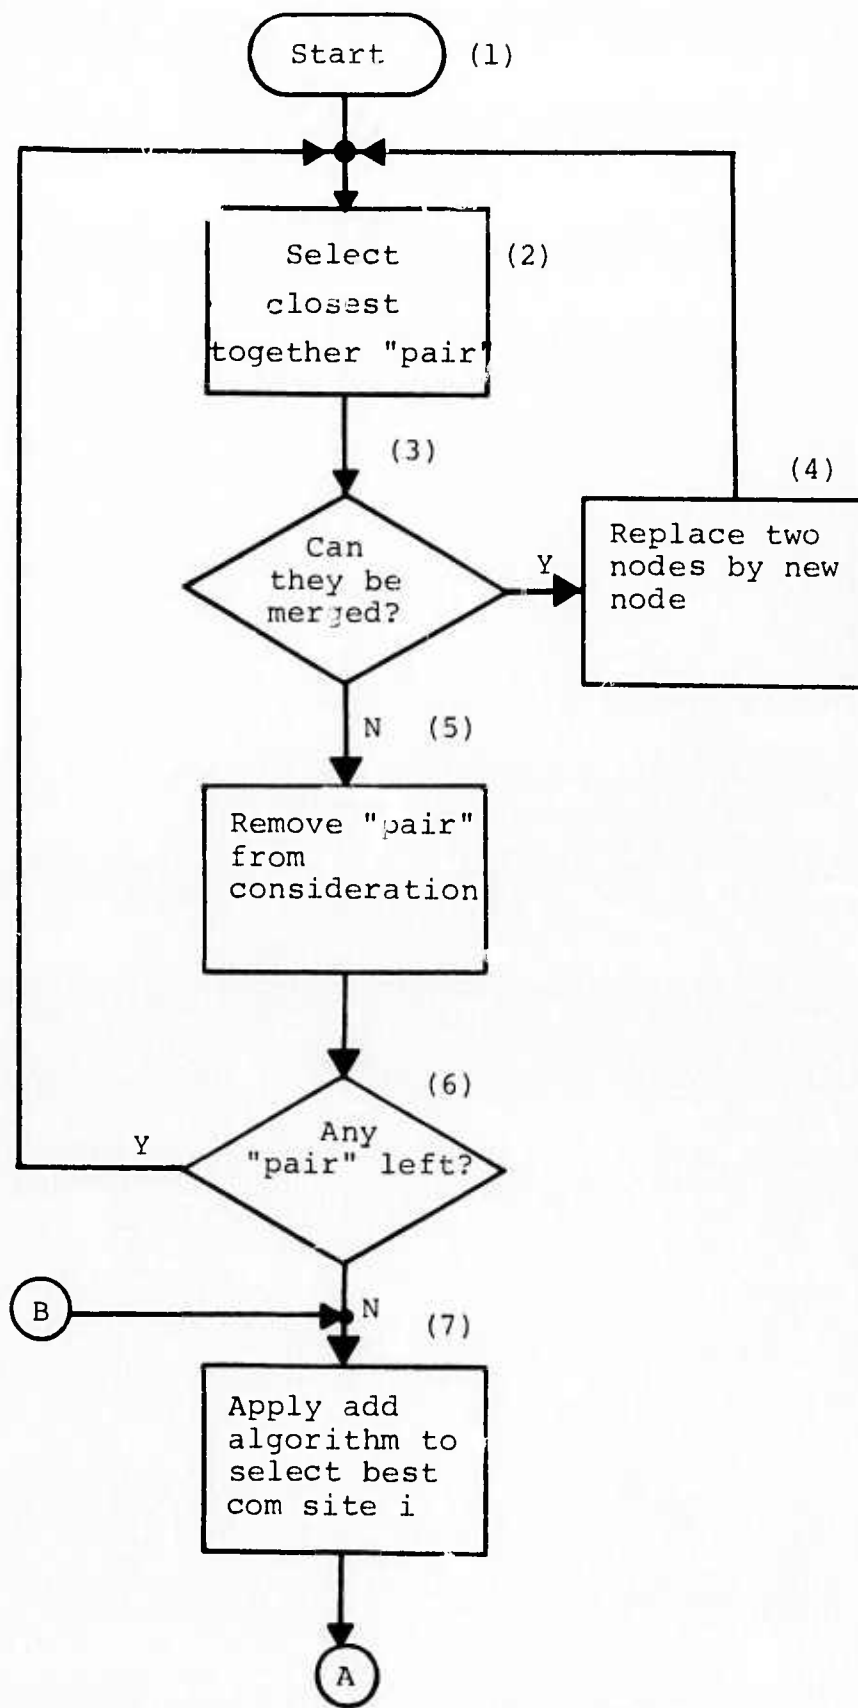 Start (1)
Select (2)
closest
together "pair"
(3)
Can
they be
merged?
Y
(4)
Replace two
nodes by new
node
N (5)
Remove "pair"
from
consideration
(6)
Any
"pair" left?
Y
B
N
(7)
Apply add
algorithm to
select best
com site i
A